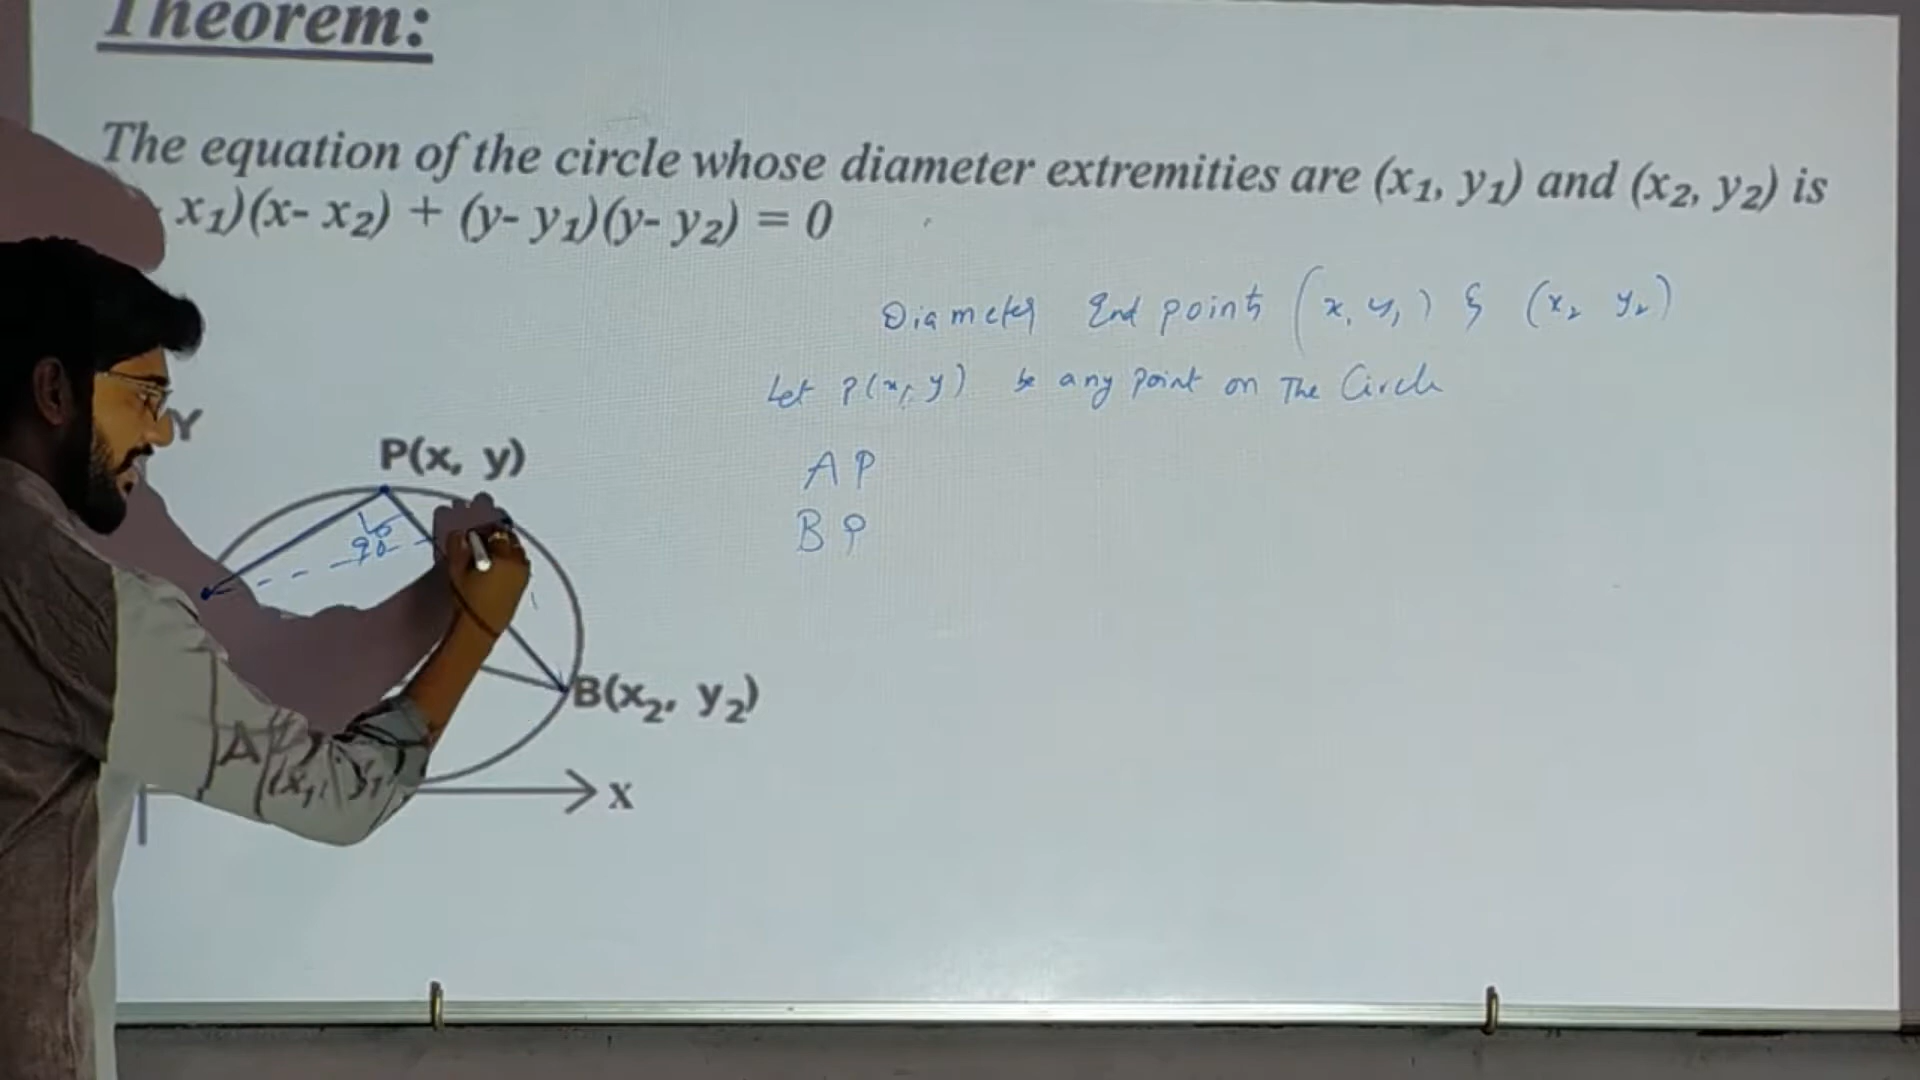 Theorem:
The equation of the circle whose diameter extremities are (x₁, y₁) and (x₂, y₂) is
x₁)(x- x₂) + (y- y₁)(y- y₂) = 0
Diameter End points (x₁ y₁) & (x₂ y₂)
Let P(x, y) be any point on The Circle
Y
P(x, y)
AP
90
BP
B(x₂, y₂)
A
(x₁, y₁)
X